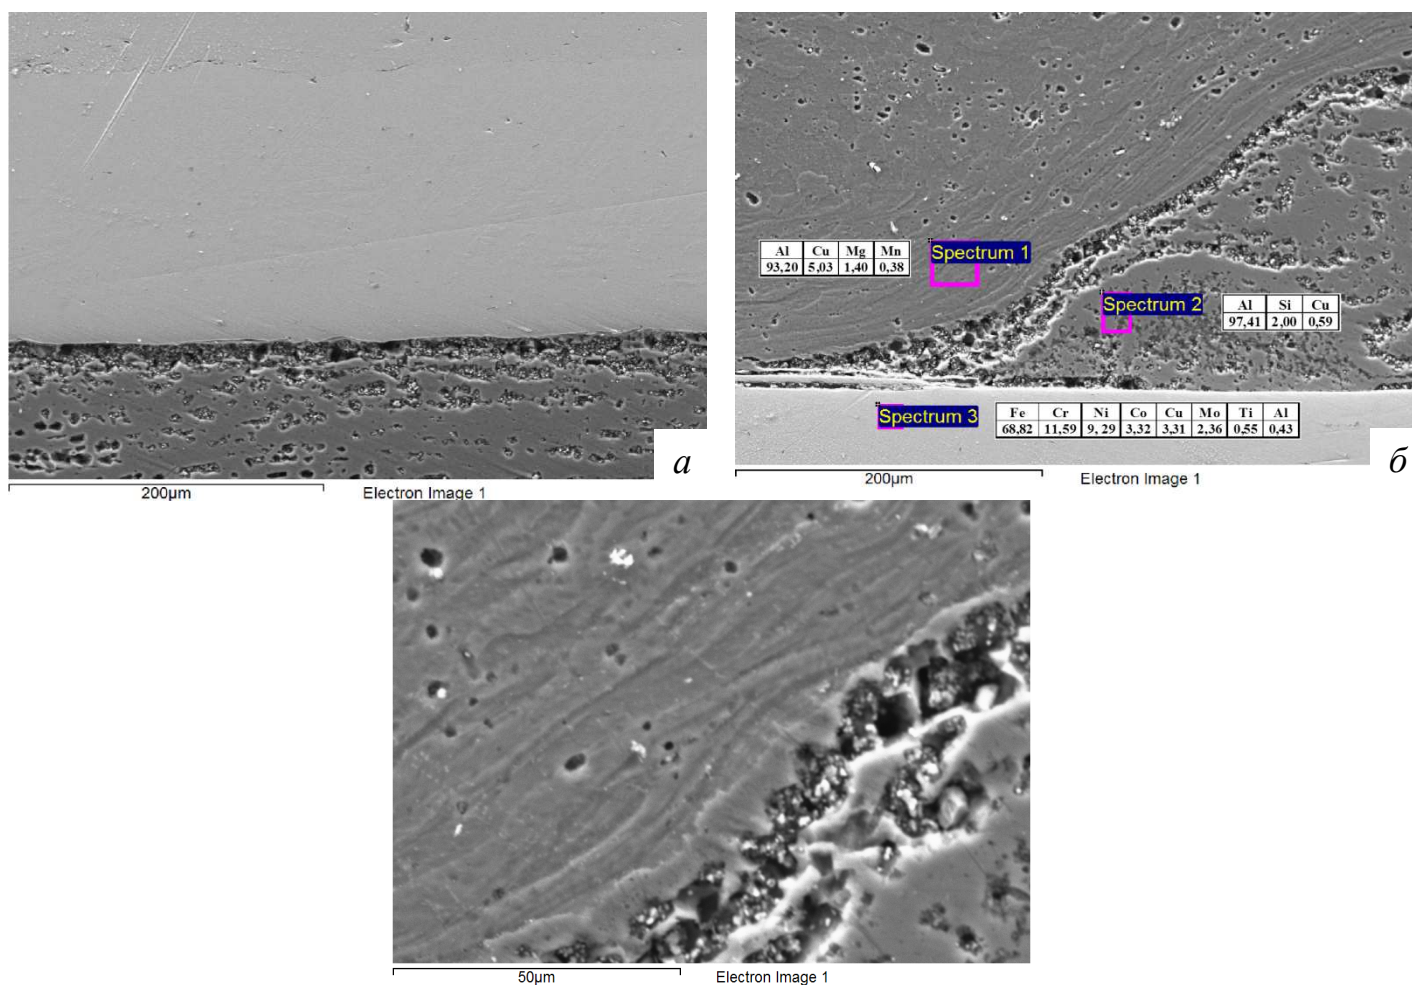 Spectrum 1
Al Cu Mg Mn
93,20 5,03 1,40 0,38
Spectrum 2
Al Si Cu
97,41 2,00 0,59
Spectrum 3
Fe Cr Ni Co Cu Mo Ti Al
68,82 11,59 9, 29 3,32 3,31 2,36 0,55 0,43
а
б
200µm Electron Image 1
200µm Electron Image 1
50µm Electron Image 1